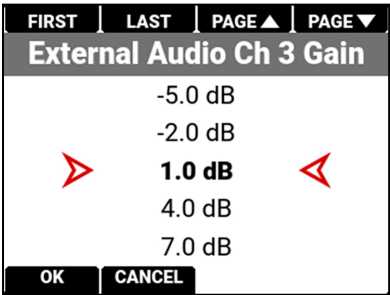 FIRST LAST PAGE▲ PAGE▼
External Audio Ch 3 Gain
-5.0 dB
-2.0 dB
1.0 dB
4.0 dB
7.0 dB
OK CANCEL